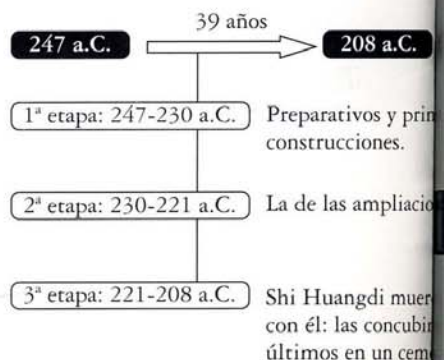 39 años
247 a.C.
208 a.C.
1ª etapa: 247-230 a.C.
Preparativos y
construcciones.
2ª etapa: 230-221 a.C.
La de las
3ª etapa: 221-208 a.C.
Shi Huangdi
con él: las
últimos en un